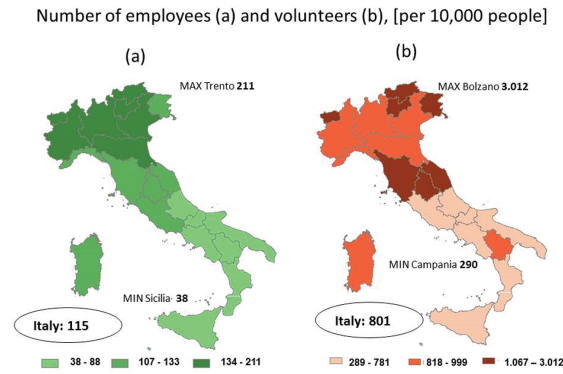 Number of employees (a) and volunteers (b), [per 10,000 people]
(a)
(b)
MAX Trento 211
MAX Bolzano 3.012
MIN Campania 290
MIN Sicilia· 38
Italy: 115
Italy: 801
38 - 88
107 - 133
134 - 211
289 - 781
818 - 999
1.067 – 3.012